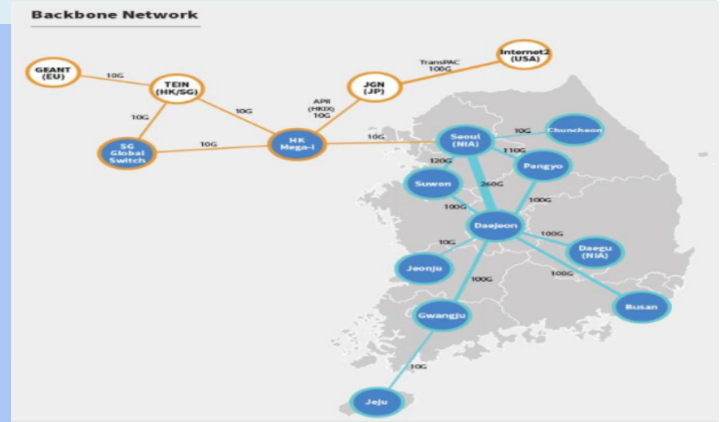 Backbone Network
TransPAC
100G
Internet2
(USA)
GEANT
(EU)
10G
TEIN
(HK/SG)
JGN
(JP)
10G
APR
(HKIX)
10G
10G
SG
Global
Switch
10G
HK
Mega-i
10G
Seoul
(NIA)
10G
Chuncheon
110G
Pangyo
120G
260G
Suwon
100G
100G
Daejeon
100G
Daegu
(NIA)
10G
100G
Jeonju
100G
Busan
Gwangju
10G
Jeju